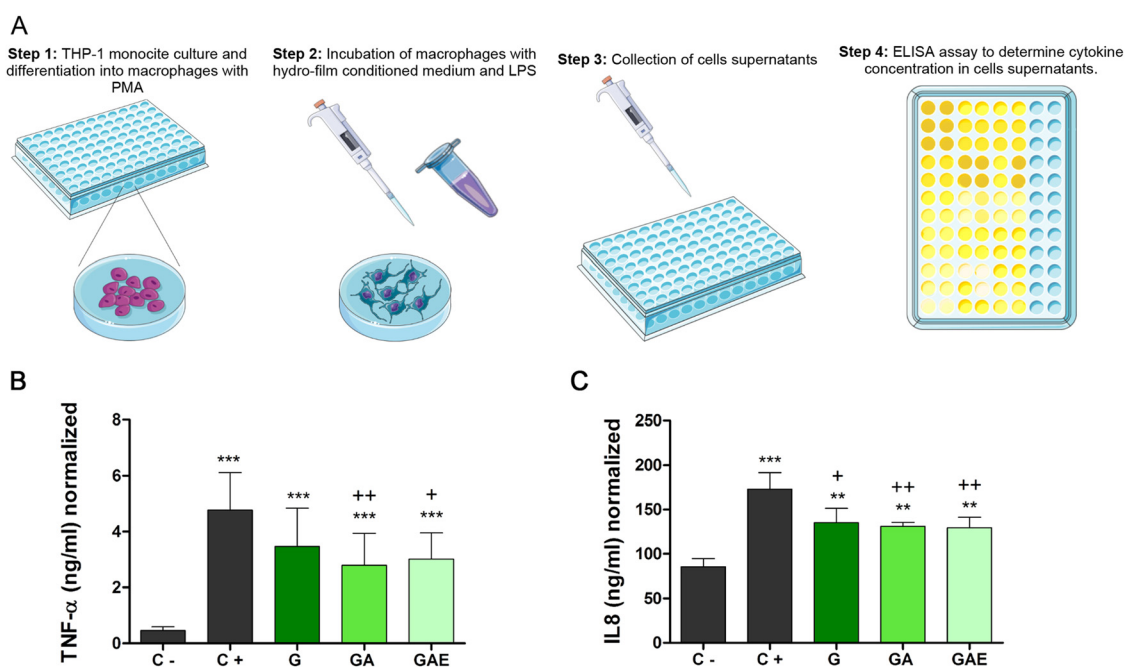 A
Step 1: THP-1 monocite culture and
differentiation into macrophages with
PMA
Step 2: Incubation of macrophages with
hydro-film conditioned medium and LPS
Step 3: Collection of cells supernatants
Step 4: ELISA assay to determine cytokine
concentration in cells supernatants.
B
TNF-α (ng/ml) normalized
8
6
4
2
0
***
***
++
***
+
***
C -
C +
G
GA
GAE
C
IL8 (ng/ml) normalized
250
200
150
100
50
0
***
+
**
++
**
++
**
C -
C +
G
GA
GAE